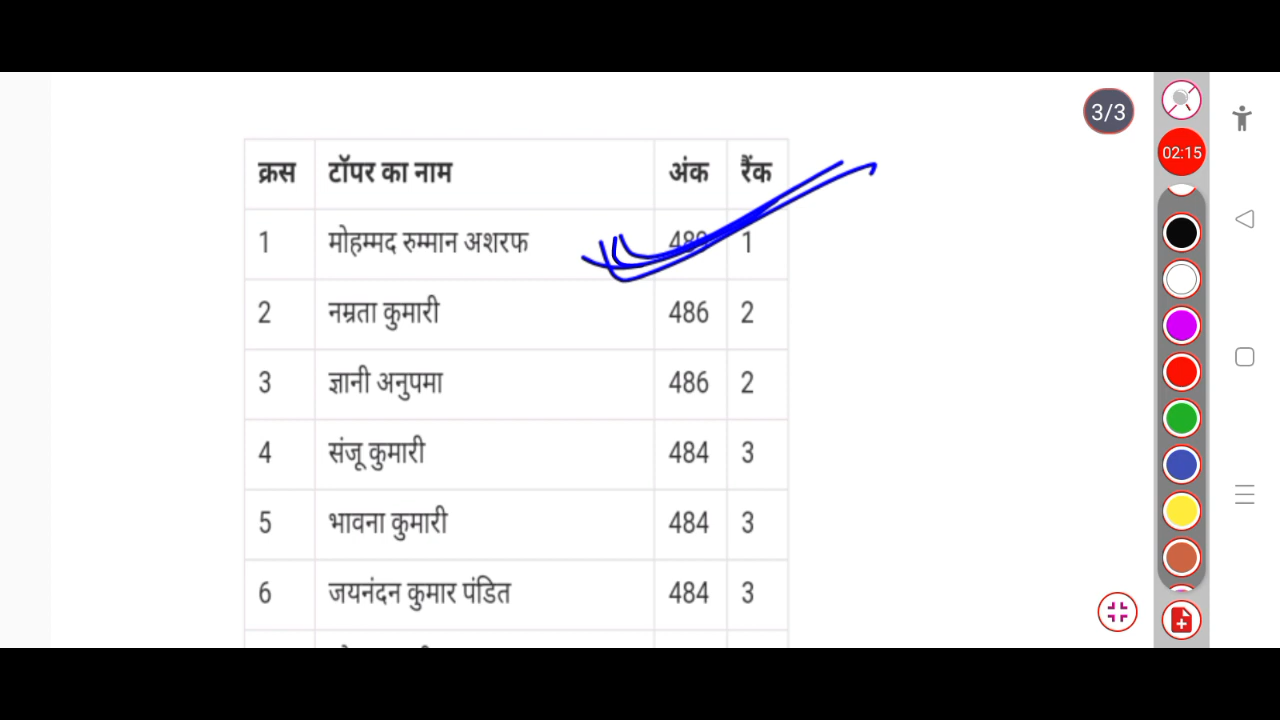 3/3
02:15
क्रस टॉपर का नाम अंक रैंक
1 मोहम्मद रुम्मान अशरफ 489 1
2 नम्रता कुमारी 486 2
3 ज्ञानी अनुपमा 486 2
4 संजू कुमारी 484 3
5 भावना कुमारी 484 3
6 जयनंदन कुमार पंडित 484 3